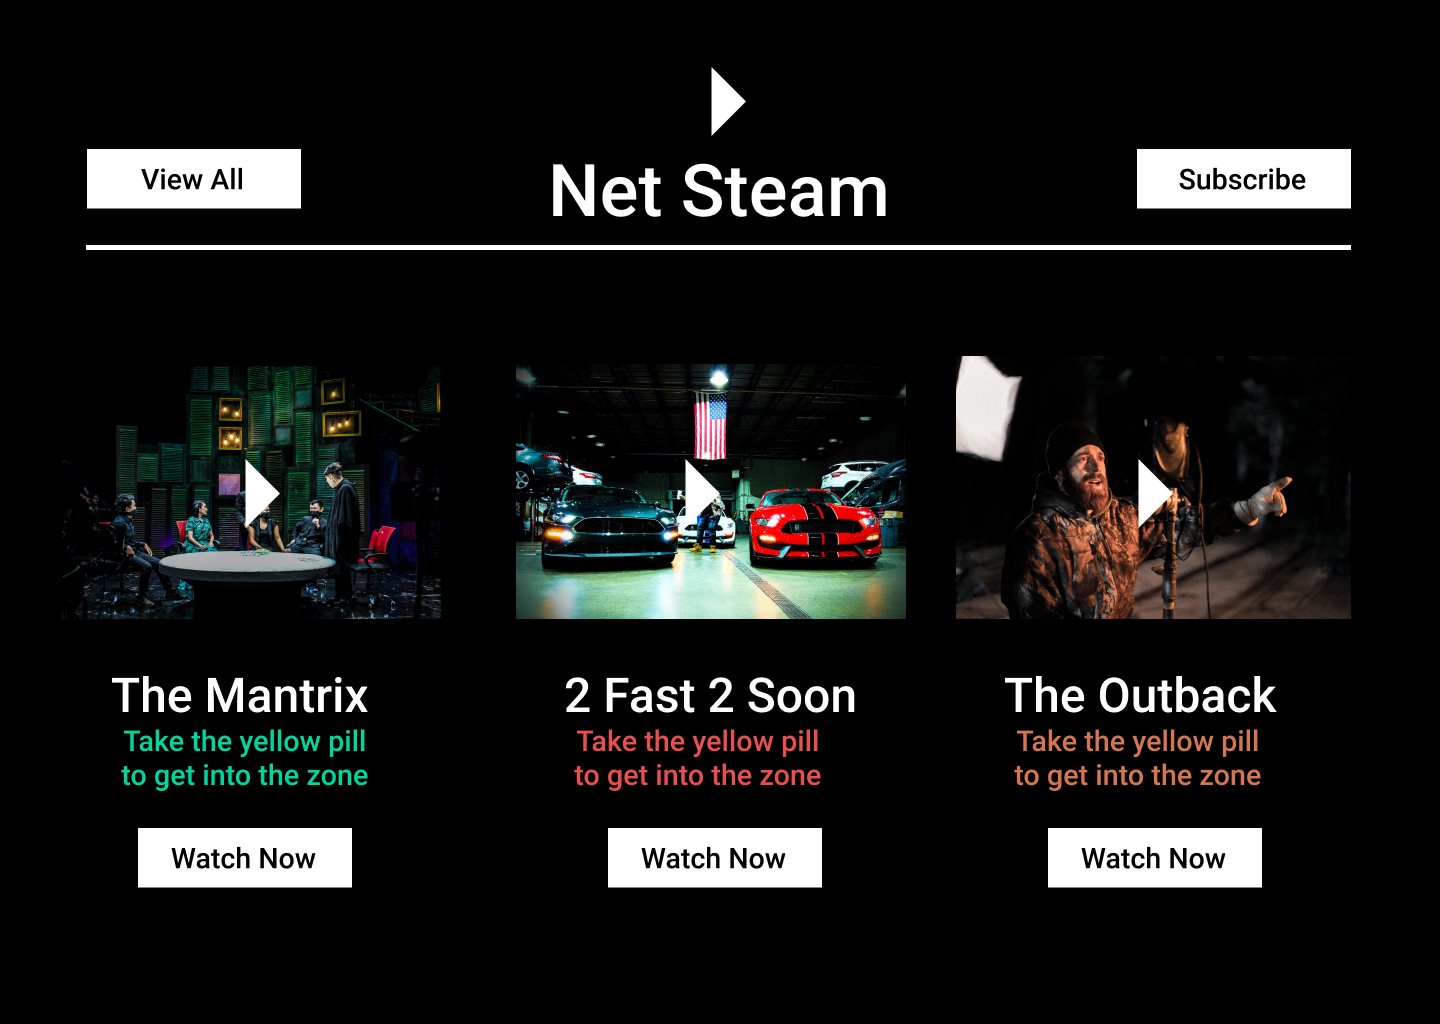 View All
Net Steam
Subscribe
The Mantrix
Take the yellow pill
to get into the zone
Watch Now
2 Fast 2 Soon
Take the yellow pill
to get into the zone
Watch Now
The Outback
Take the yellow pill
to get into the zone
Watch Now